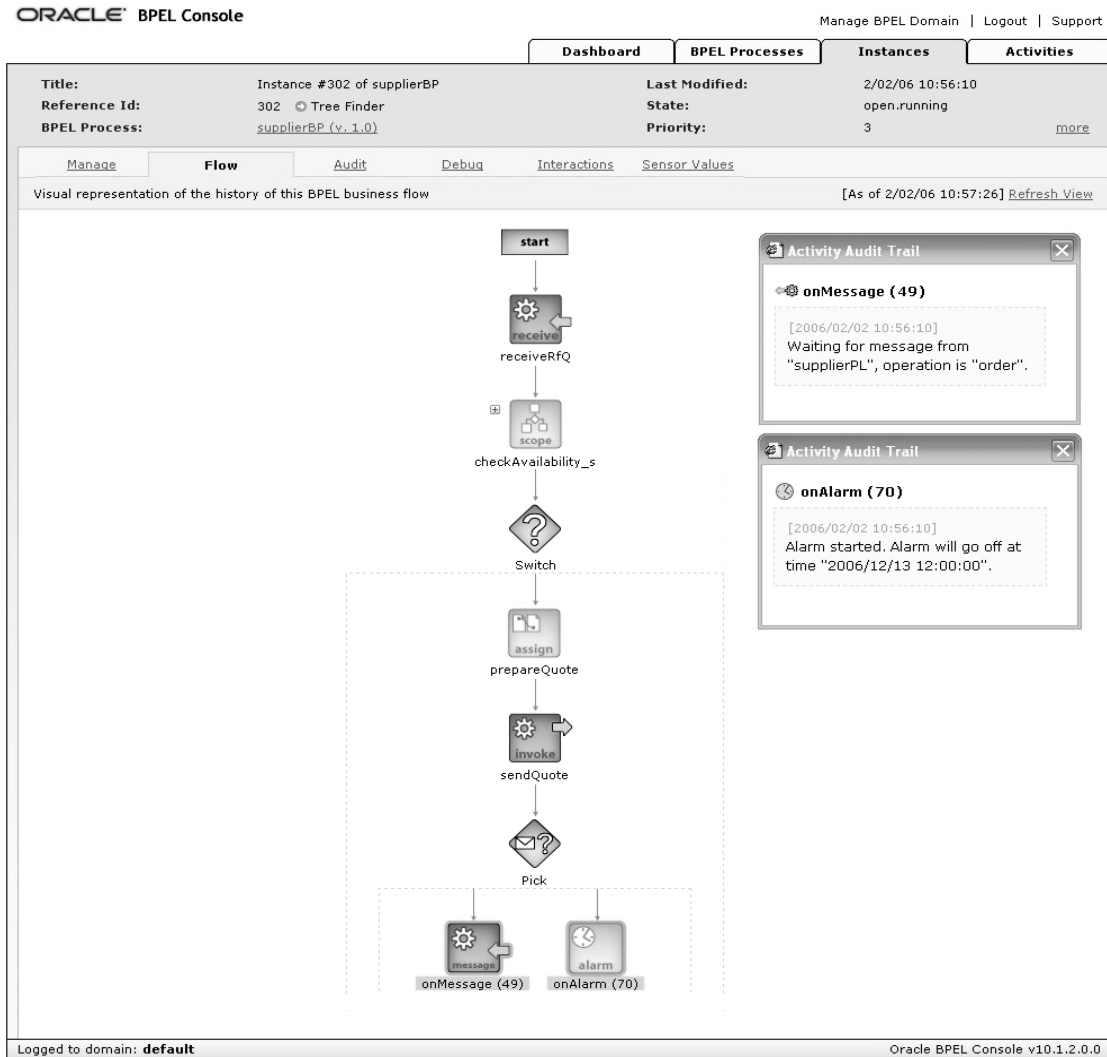 ORACLE BPEL Console
Manage BPEL Domain | Logout | Support
Dashboard BPEL Processes Instances Activities
Title: Instance #302 of supplierBP Last Modified: 2/02/06 10:56:10
Reference Id: 302 Tree Finder State: open.running
BPEL Process: supplierBP (v. 1.0) Priority: 3 more
Manage Flow Audit Debug Interactions Sensor Values
Visual representation of the history of this BPEL business flow [As of 2/02/06 10:57:26] Refresh View
start
receive
receiveRfQ
scope
checkAvailability_s
Switch
assign
prepareQuote
invoke
sendQuote
Pick
message alarm
onMessage (49) onAlarm (70)
Activity Audit Trail
onMessage (49)
[2006/02/02 10:56:10]
Waiting for message from
"supplierPL", operation is "order".
Activity Audit Trail
onAlarm (70)
[2006/02/02 10:56:10]
Alarm started. Alarm will go off at
time "2006/12/13 12:00:00".
Logged to domain: default Oracle BPEL Console v10.1.2.0.0